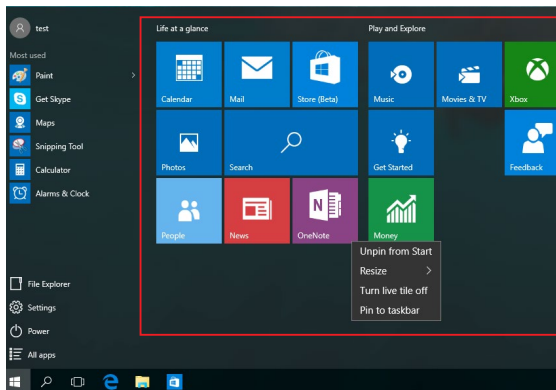 test
Most used
Paint
Get Skype
Maps
Snipping Tool
Calculator
Alarms & Clock
File Explorer
Settings
Power
All apps
Life at a glance
Calendar
Mail
Store (Beta)
Photos
Search
People
News
OneNote
Play and Explore
Music
Movies & TV
Xbox
Get Started
Feedback
Money
Unpin from Start
Resize
Turn live tile off
Pin to taskbar